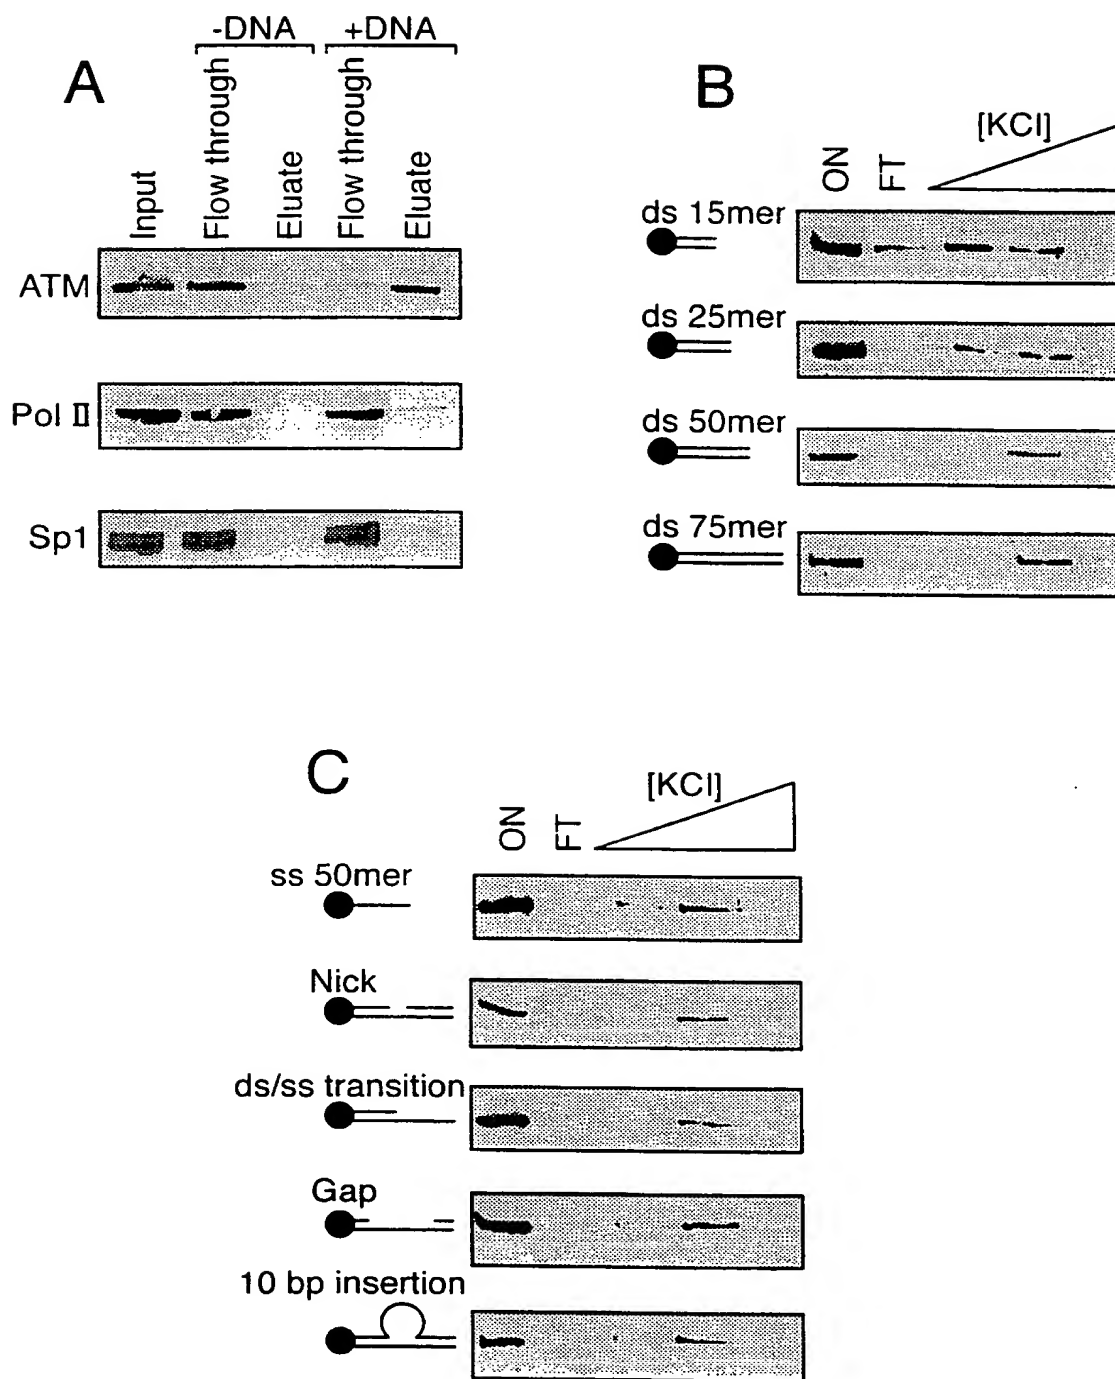 A
-DNA
+DNA
Input
Flow through
Eluate
Flow through
Eluate
ATM
Pol II
Sp1
B
ON
FT
[KCl]
ds 15mer
ds 25mer
ds 50mer
ds 75mer
C
ON
FT
[KCl]
ss 50mer
Nick
ds/ss transition
Gap
10 bp insertion